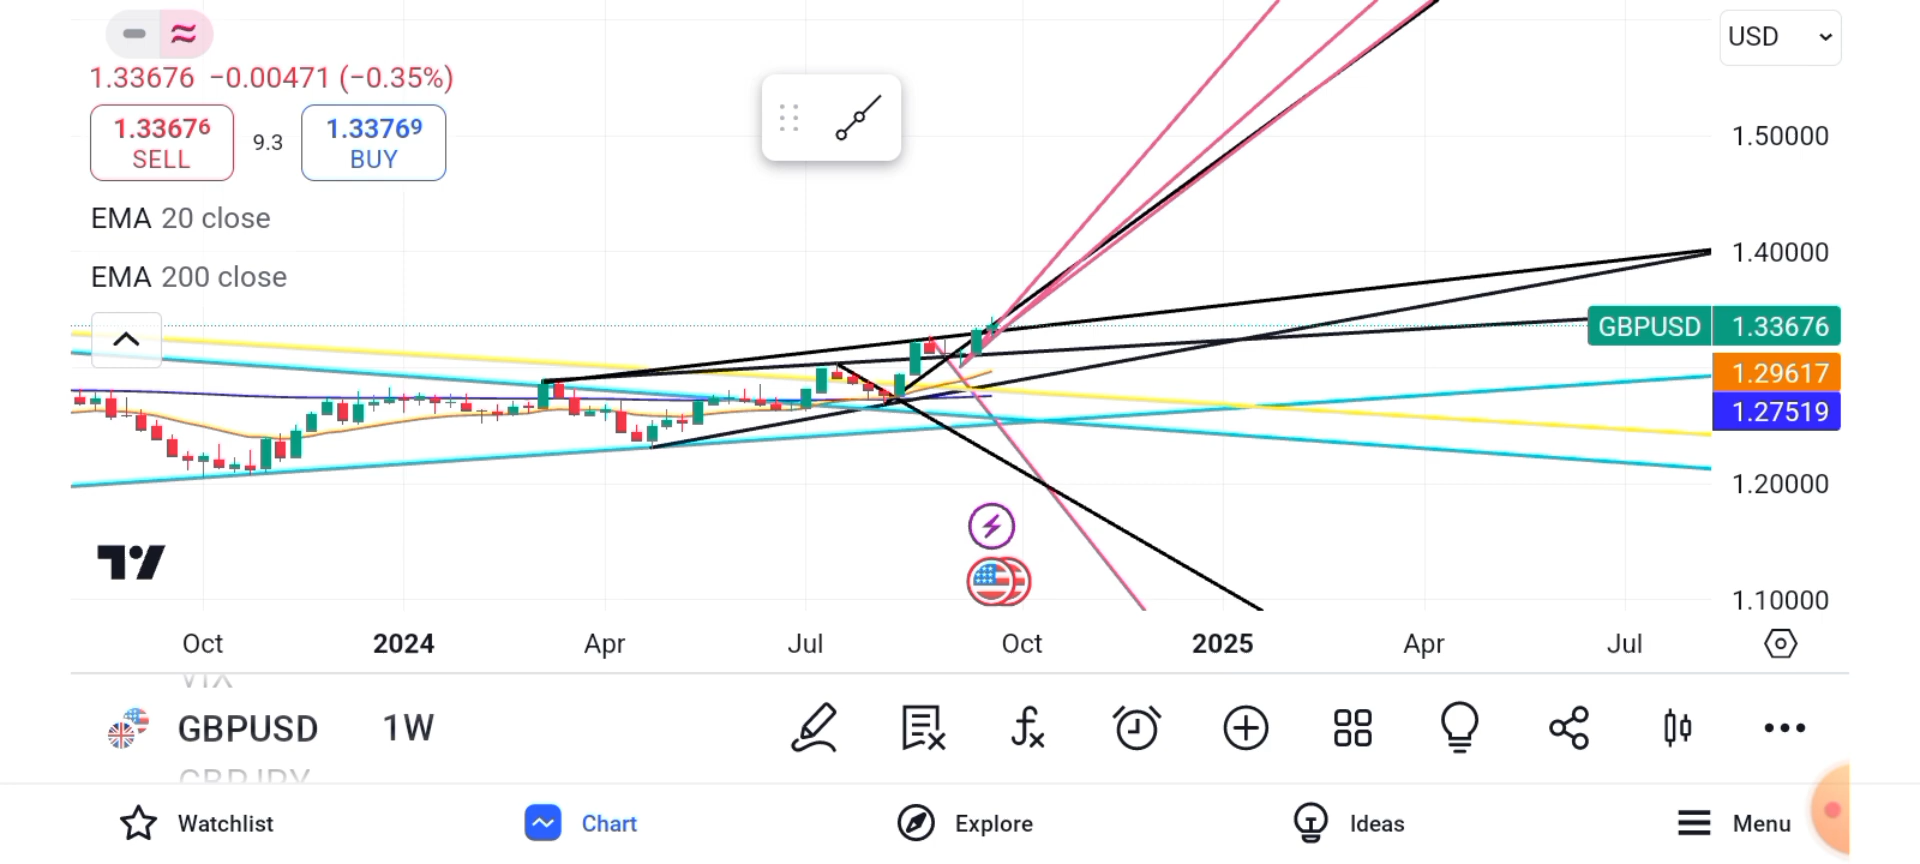 USD
1.33676 −0.00471 (−0.35%)
1.33676 SELL
9.3
1.33769 BUY
EMA 20 close
EMA 200 close
1.50000
1.40000
GBPUSD 1.33676
1.29617
1.27519
1.20000
1.10000
Oct 2024 Apr Jul Oct 2025 Apr Jul
VIX
GBPUSD 1W
GBPJPY
Watchlist Chart Explore Ideas Menu